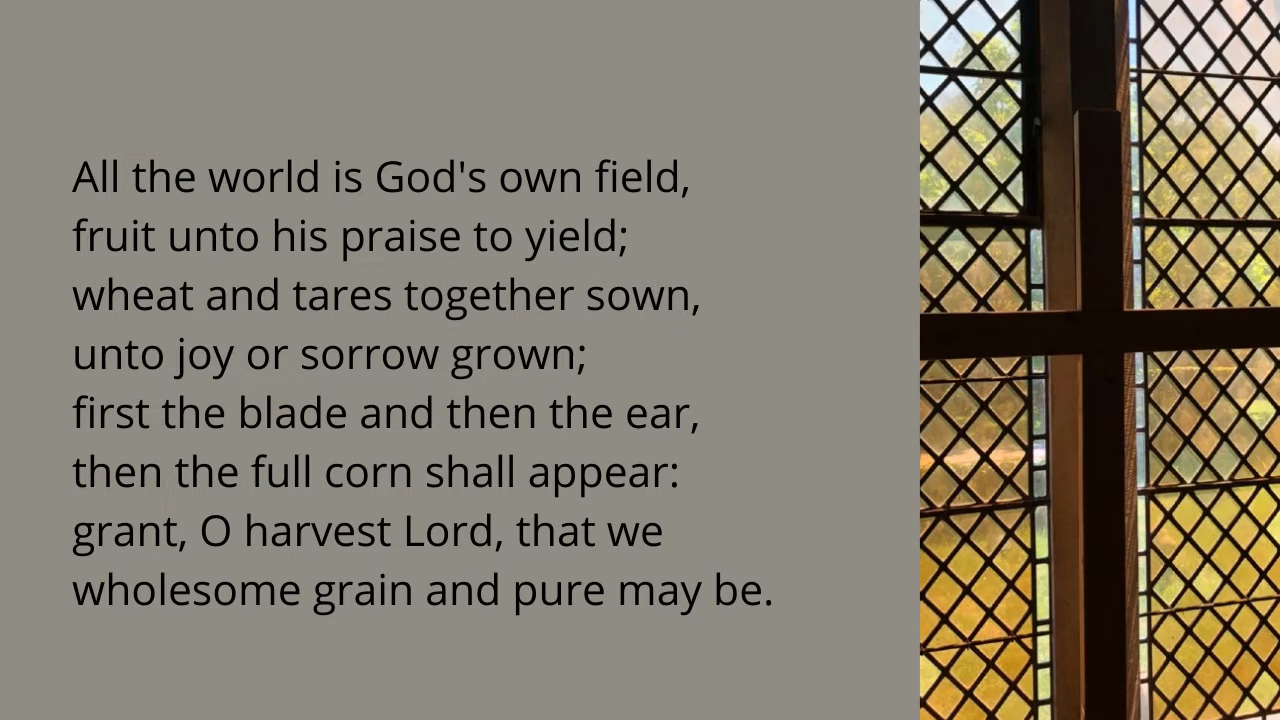 All the world is God's own field,
fruit unto his praise to yield;
wheat and tares together sown,
unto joy or sorrow grown;
first the blade and then the ear,
then the full corn shall appear:
grant, O harvest Lord, that we
wholesome grain and pure may be.